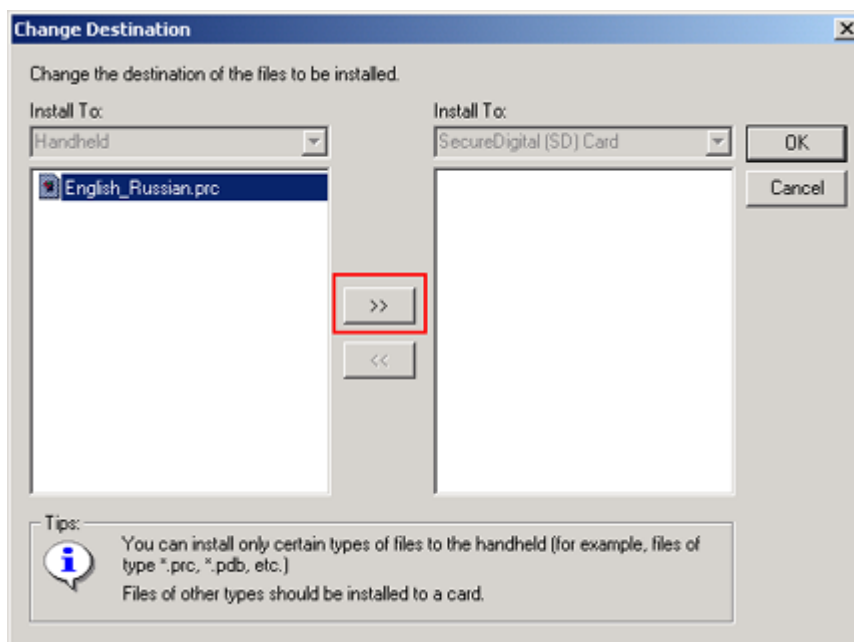 Change Destination
Change the destination of the files to be installed.
Install To:
Install To:
Handheld
SecureDigital (SD) Card
OK
English_Russian.prc
Cancel
>>
<<
Tips:
You can install only certain types of files to the handheld (for example, files of
type *.prc, *.pdb, etc.)
Files of other types should be installed to a card.